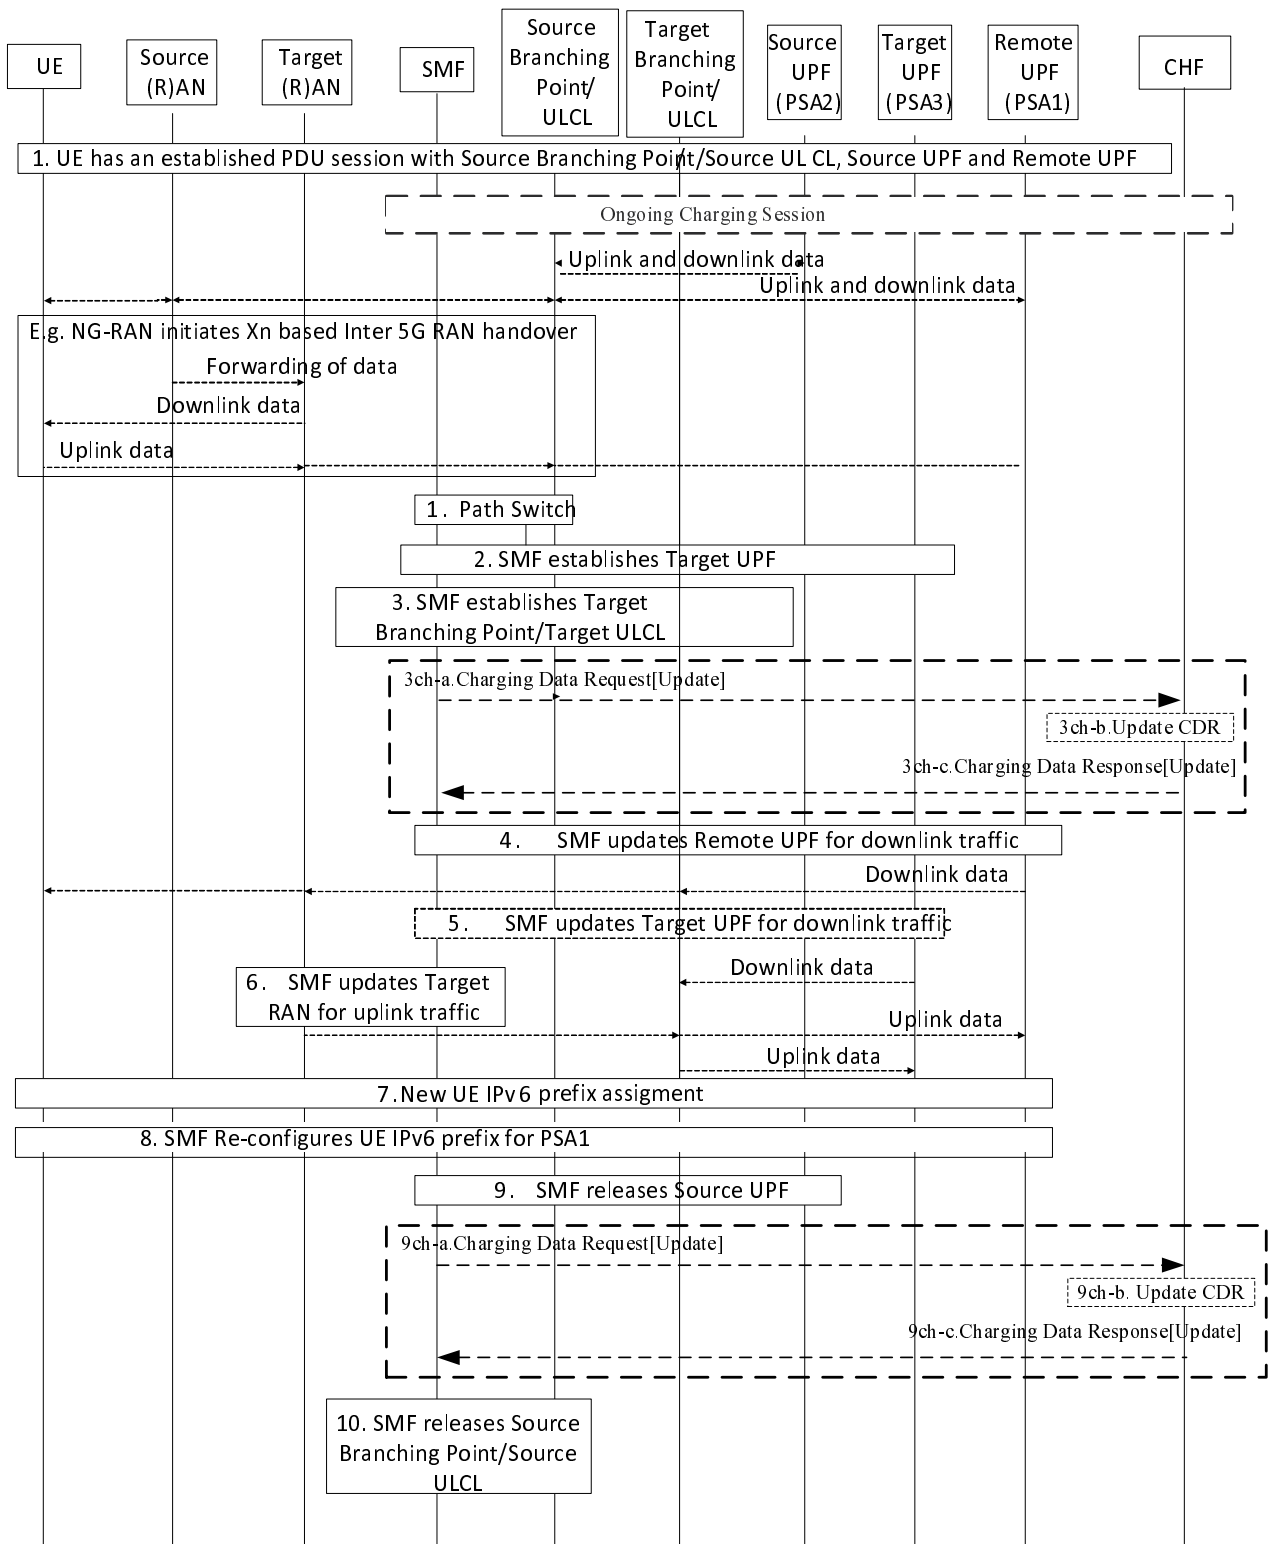 UE
Source
(R)AN
Target
(R)AN
SMF
Source
Branching
Point/
ULCL
Target
Branching
Point/
ULCL
Source
UPF
(PSA2)
Target
UPF
(PSA3)
Remote
UPF
(PSA1)
CHF
1. UE has an established PDU session with Source Branching Point/Source UL CL, Source UPF and Remote UPF
Ongoing Charging Session
Uplink and downlink data
Uplink and downlink data
E.g. NG-RAN initiates Xn based Inter 5G RAN handover
Forwarding of data
Downlink data
Uplink data
1. Path Switch
2. SMF establishes Target UPF
3. SMF establishes Target
Branching Point/Target ULCL
3ch-a.Charging Data Request[Update]
3ch-b.Update CDR
3ch-c.Charging Data Response[Update]
4. SMF updates Remote UPF for downlink traffic
Downlink data
5. SMF updates Target UPF for downlink traffic
Downlink data
6. SMF updates Target
RAN for uplink traffic
Uplink data
Uplink data
7.New UE IPv6 prefix assigment
8. SMF Re-configures UE IPv6 prefix for PSA1
9. SMF releases Source UPF
9ch-a.Charging Data Request[Update]
9ch-b. Update CDR
9ch-c.Charging Data Response[Update]
10. SMF releases Source
Branching Point/Source
ULCL